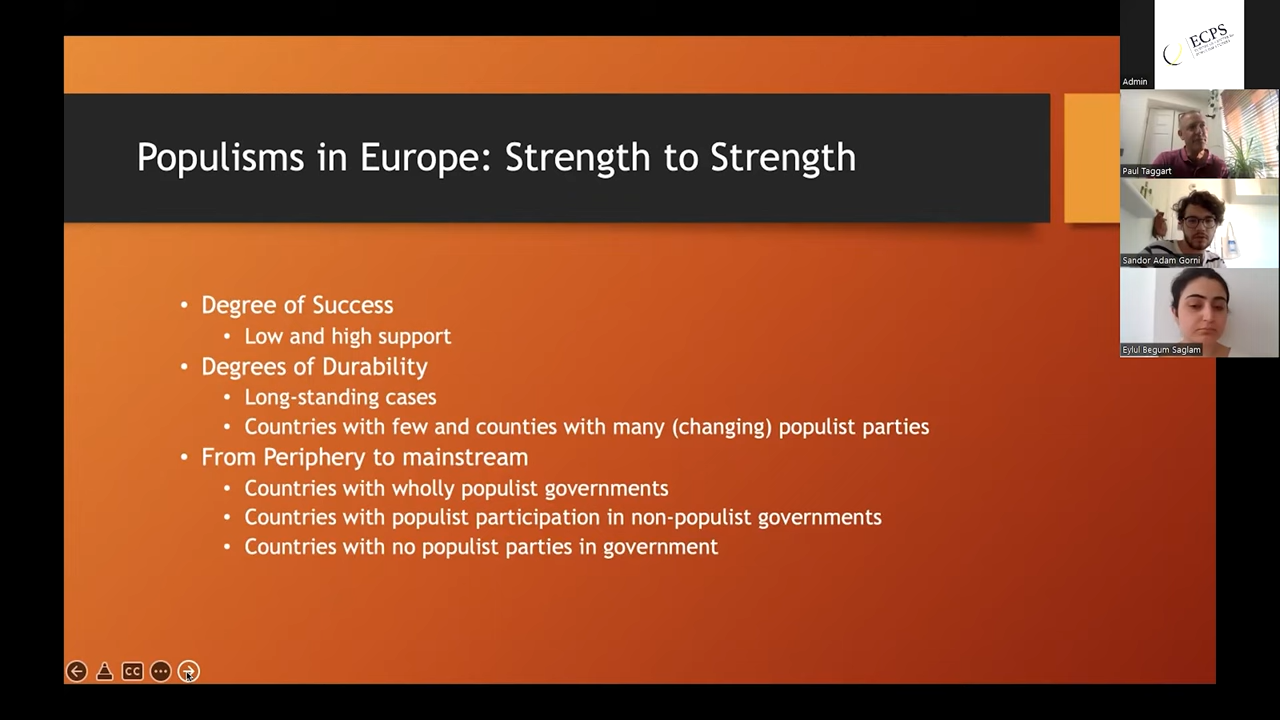 Populisms in Europe: Strength to Strength
• Degree of Success
• Low and high support
• Degrees of Durability
• Long-standing cases
• Countries with few and counties with many (changing) populist parties
• From Periphery to mainstream
• Countries with wholly populist governments
• Countries with populist participation in non-populist governments
• Countries with no populist parties in government
CC
ECPS
Admin
Paul Taggart
Sandor Adam Gorni
Eylul Begum Saglam